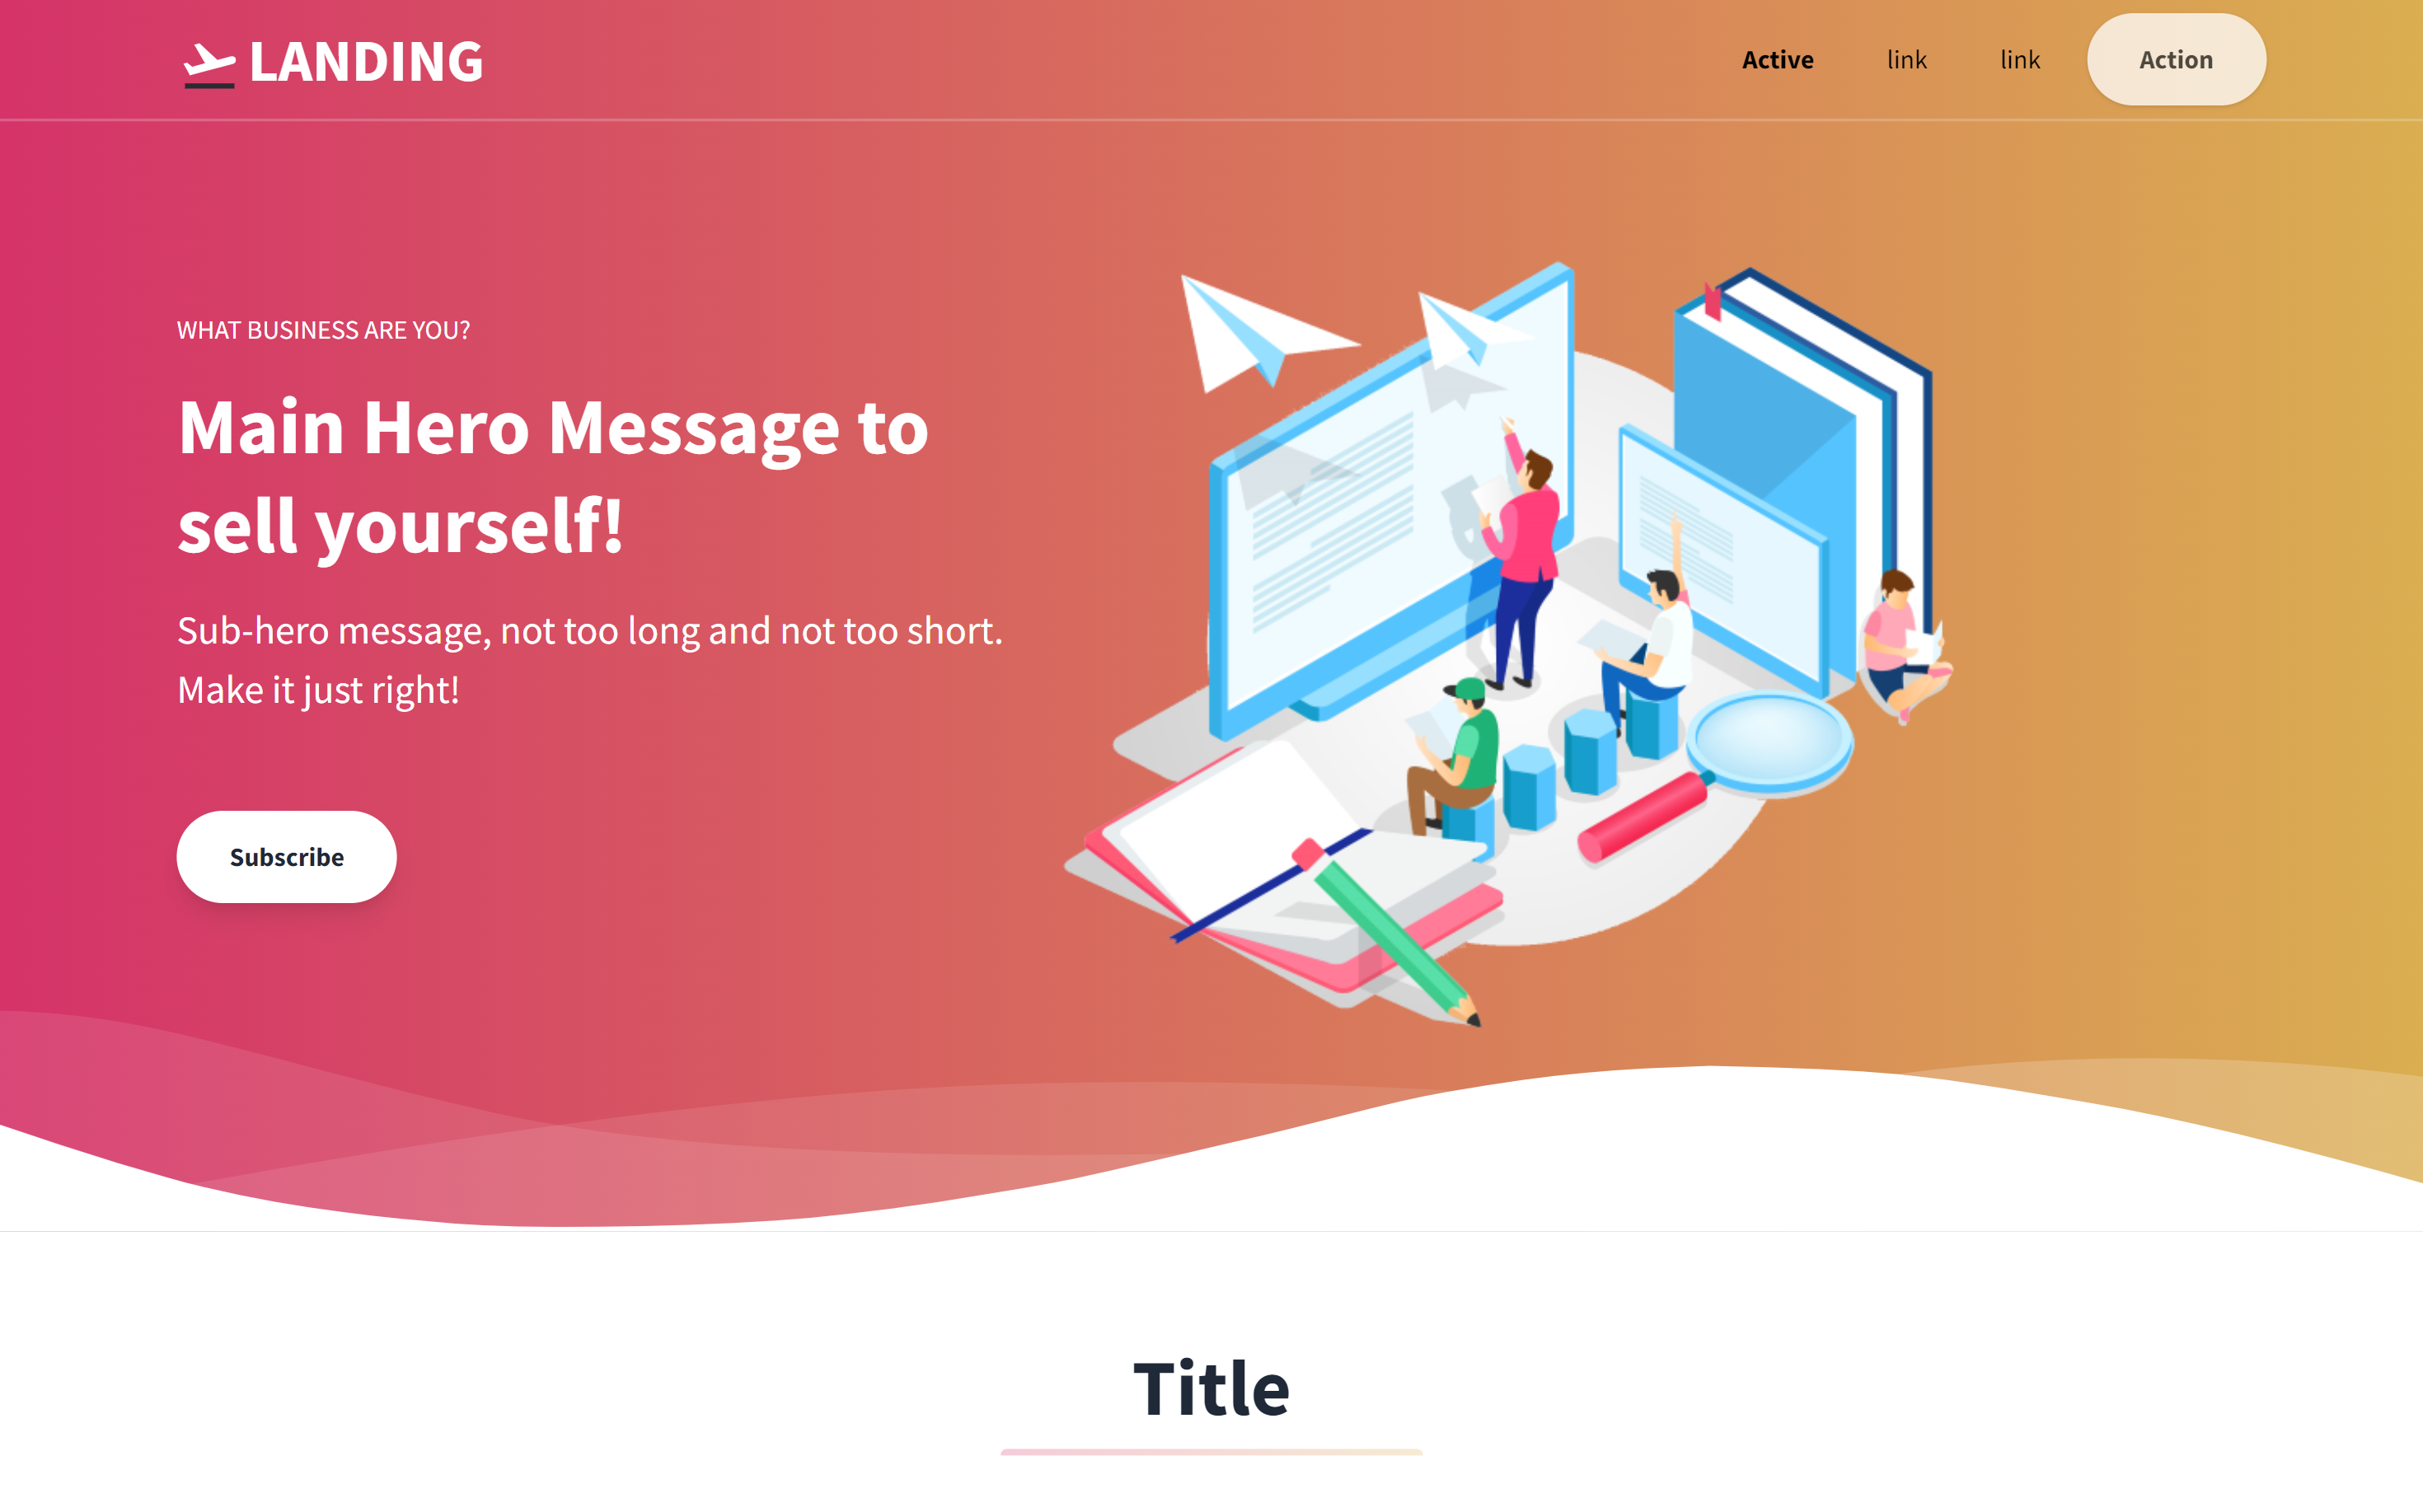 LANDING
Active link link Action
WHAT BUSINESS ARE YOU?
Main Hero Message to
sell yourself!
Sub-hero message, not too long and not too short.
Make it just right!
Subscribe
Title